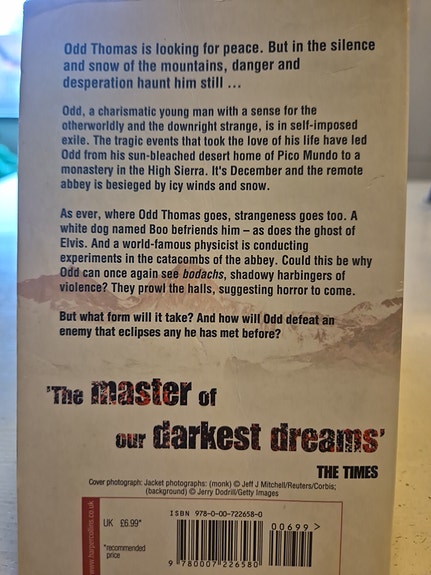 Odd Thomas is looking for peace. But in the silence
and snow of the mountains, danger and
desperation haunt him still ...
Odd, a charismatic young man with a sense for the
otherworldly and the downright strange, is in self-imposed
exile. The tragic events that took the love of his life have led
Odd from his sun-bleached desert home of Pico Mundo to a
monastery in the High Sierra. It's December and the remote
abbey is besieged by icy winds and snow.
As ever, where Odd Thomas goes, strangeness goes too. A
white dog named Boo befriends him – as does the ghost of
Elvis. And a world-famous physicist is conducting
experiments in the catacombs of the abbey. Could this be why
Odd can once again see bodachs, shadowy harbingers of
violence? They prowl the halls, suggesting horror to come.
But what form will it take? And how will Odd defeat an
enemy that eclipses any he has met before?
'The master of
our darkest dreams'
THE TIMES
Cover photograph: Jacket photographs: (monk) © Jeff J Mitchell/Reuters/Corbis;
(background) © Jerry Dodrill/Getty Images
www.harpercollins.co.uk
UK £6.99*
*recommended
price
ISBN 978-0-00-722658-0
00699>
9 780007 226580